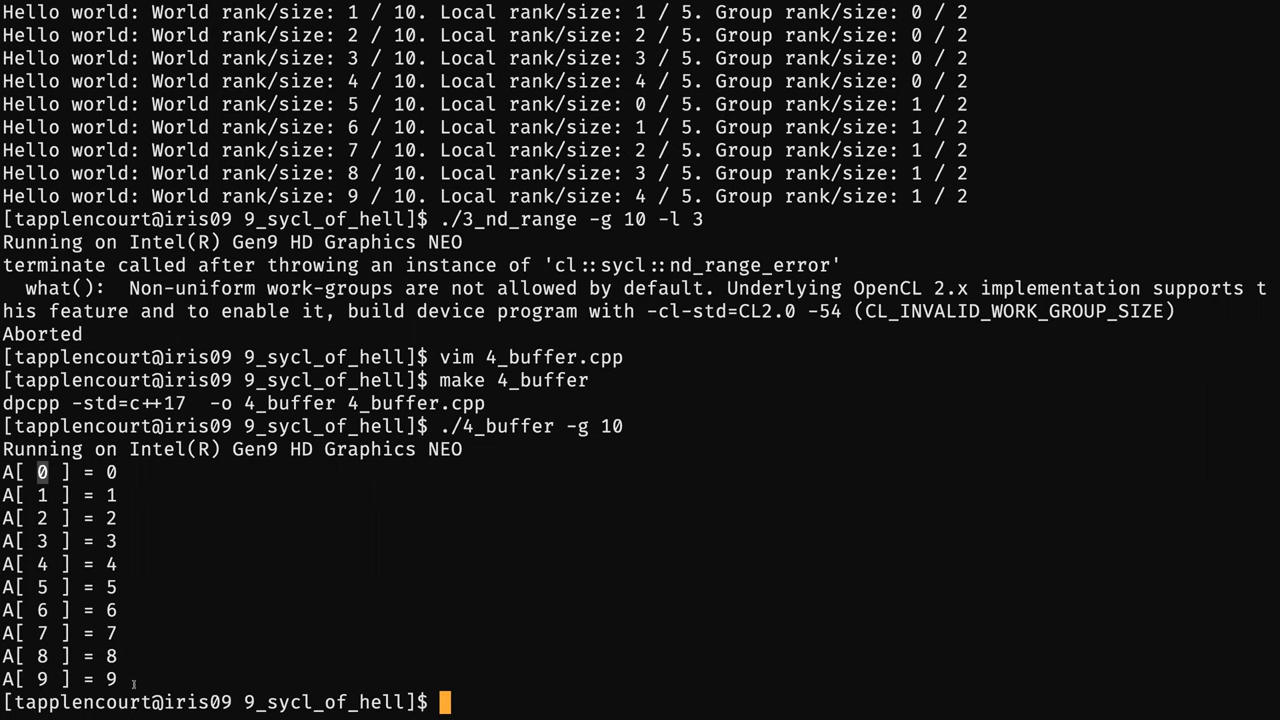 Hello world: World rank/size: 1 / 10. Local rank/size: 1 / 5. Group rank/size: 0 / 2
Hello world: World rank/size: 2 / 10. Local rank/size: 2 / 5. Group rank/size: 0 / 2
Hello world: World rank/size: 3 / 10. Local rank/size: 3 / 5. Group rank/size: 0 / 2
Hello world: World rank/size: 4 / 10. Local rank/size: 4 / 5. Group rank/size: 0 / 2
Hello world: World rank/size: 5 / 10. Local rank/size: 0 / 5. Group rank/size: 1 / 2
Hello world: World rank/size: 6 / 10. Local rank/size: 1 / 5. Group rank/size: 1 / 2
Hello world: World rank/size: 7 / 10. Local rank/size: 2 / 5. Group rank/size: 1 / 2
Hello world: World rank/size: 8 / 10. Local rank/size: 3 / 5. Group rank/size: 1 / 2
Hello world: World rank/size: 9 / 10. Local rank/size: 4 / 5. Group rank/size: 1 / 2
[tapplencourt@iris09 9_sycl_of_hell]$ ./3_nd_range -g 10 -l 3
Running on Intel(R) Gen9 HD Graphics NEO
terminate called after throwing an instance of 'cl::sycl::nd_range_error'
  what():  Non-uniform work-groups are not allowed by default. Underlying OpenCL 2.x implementation supports t
his feature and to enable it, build device program with -cl-std=CL2.0 -54 (CL_INVALID_WORK_GROUP_SIZE)
Aborted
[tapplencourt@iris09 9_sycl_of_hell]$ vim 4_buffer.cpp
[tapplencourt@iris09 9_sycl_of_hell]$ make 4_buffer
dpcpp -std=c++17  -o 4_buffer 4_buffer.cpp
[tapplencourt@iris09 9_sycl_of_hell]$ ./4_buffer -g 10
Running on Intel(R) Gen9 HD Graphics NEO
A[ 0 ] = 0
A[ 1 ] = 1
A[ 2 ] = 2
A[ 3 ] = 3
A[ 4 ] = 4
A[ 5 ] = 5
A[ 6 ] = 6
A[ 7 ] = 7
A[ 8 ] = 8
A[ 9 ] = 9
[tapplencourt@iris09 9_sycl_of_hell]$